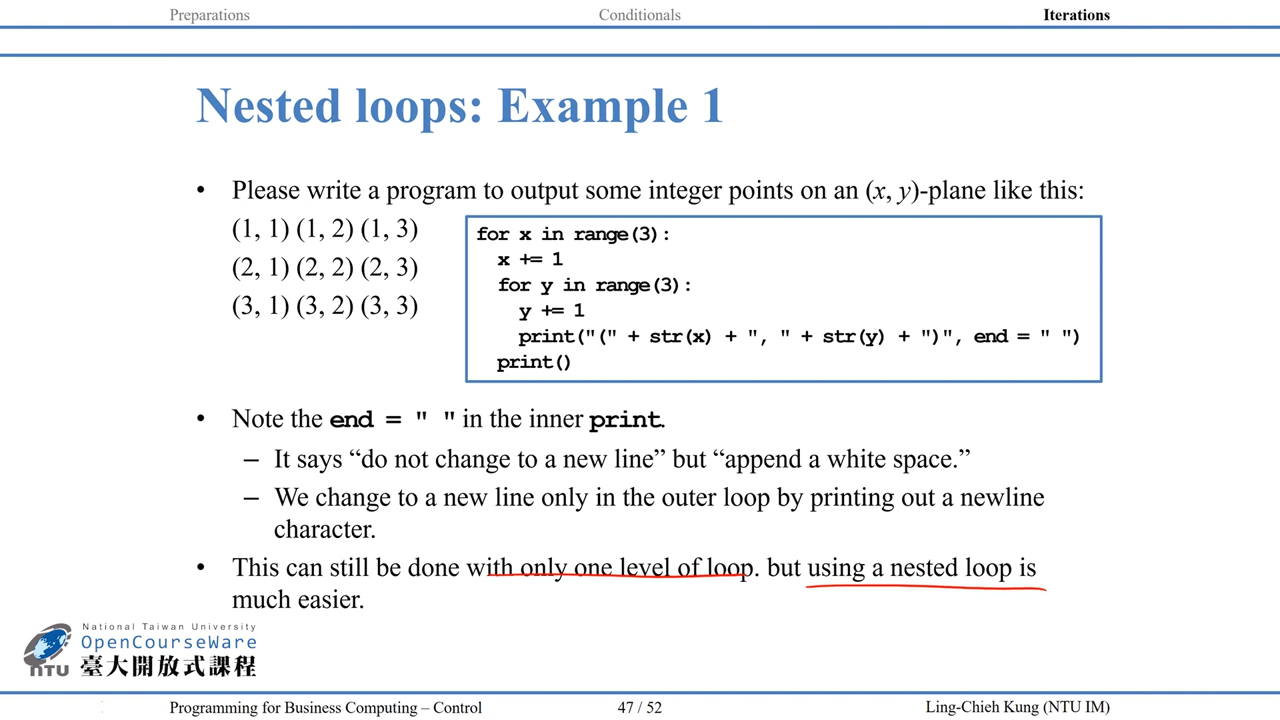 Preparations Conditionals Iterations
Nested loops: Example 1
• Please write a program to output some integer points on an (x, y)-plane like this:
(1, 1) (1, 2) (1, 3)
(2, 1) (2, 2) (2, 3)
(3, 1) (3, 2) (3, 3)
for x in range(3):
  x += 1
  for y in range(3):
    y += 1
    print("(" + str(x) + ", " + str(y) + ")", end = " ")
  print()
• Note the end = " " in the inner print.
– It says “do not change to a new line” but “append a white space.”
– We change to a new line only in the outer loop by printing out a newline
character.
• This can still be done with only one level of loop. but using a nested loop is
much easier.
National Taiwan University
OpenCourseWare
NTU 臺大開放式課程
Programming for Business Computing – Control 47 / 52 Ling-Chieh Kung (NTU IM)